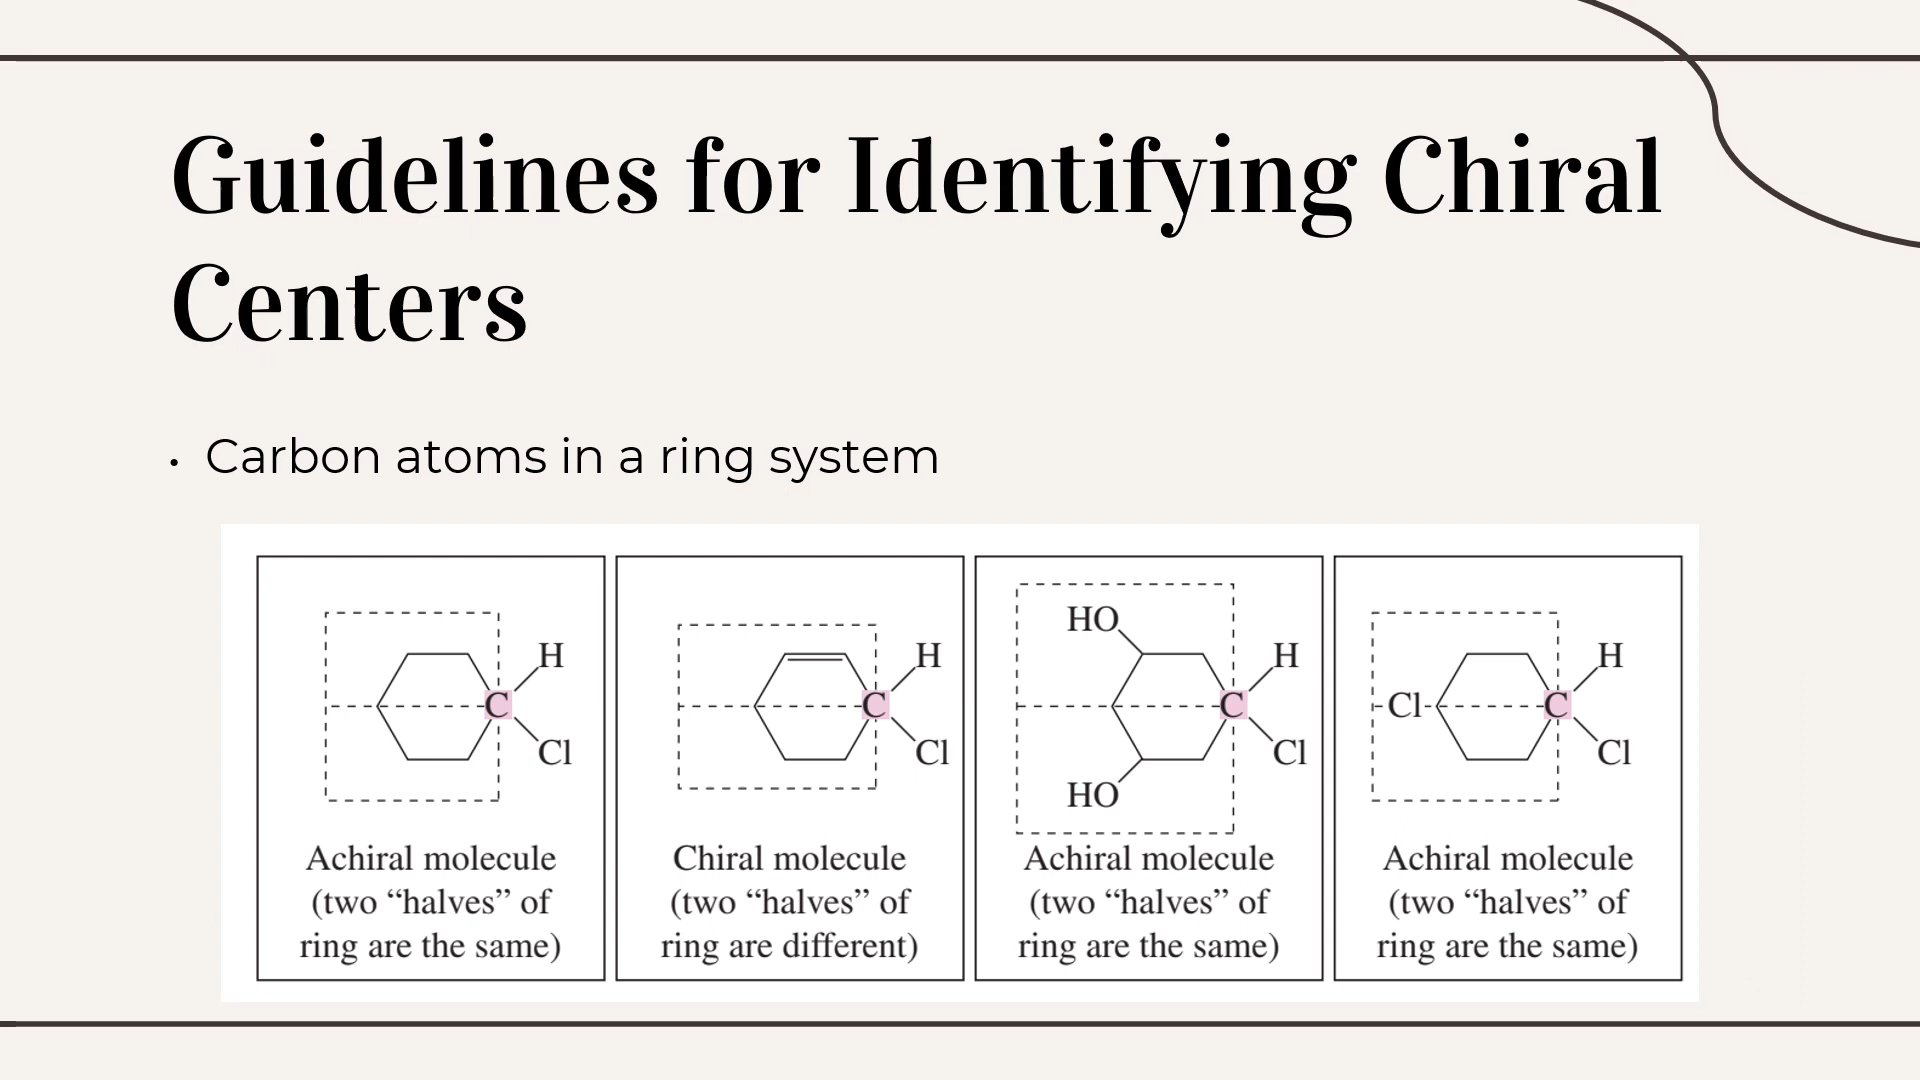 Guidelines for Identifying Chiral
Centers
• Carbon atoms in a ring system
H
C
Cl
Achiral molecule
(two “halves” of
ring are the same)
H
C
Cl
Chiral molecule
(two “halves” of
ring are different)
HO
H
C
Cl
HO
Achiral molecule
(two “halves” of
ring are the same)
H
Cl C
Cl
Achiral molecule
(two “halves” of
ring are the same)